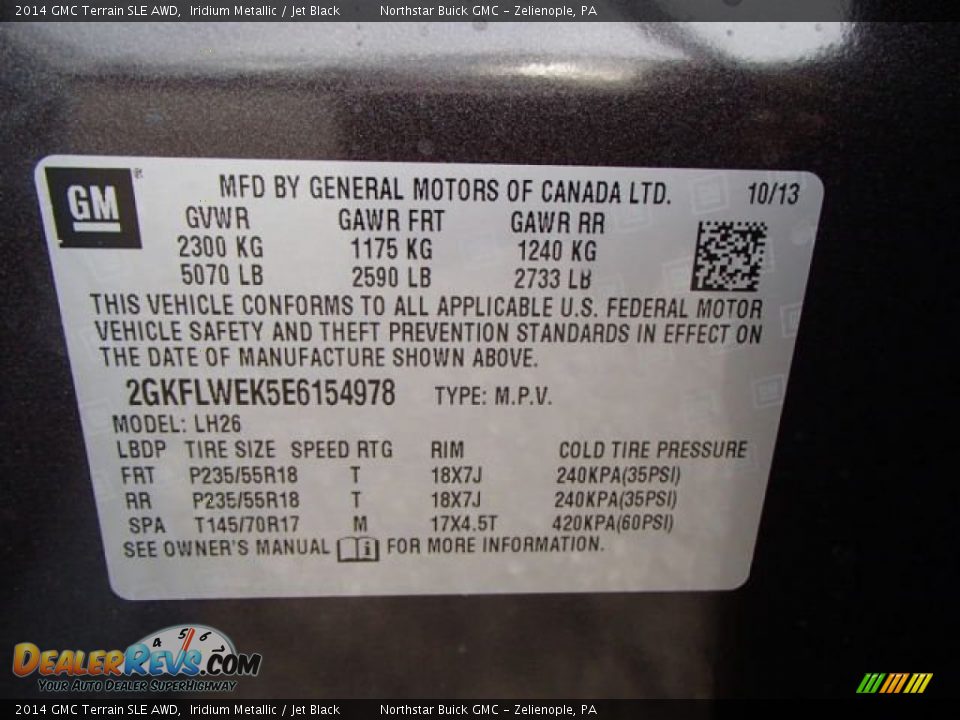 2014 GMC Terrain SLE AWD, Iridium Metallic / Jet Black Northstar Buick GMC - Zelienople, PA
GM
MFD BY GENERAL MOTORS OF CANADA LTD. 10/13
GVWR GAWR FRT GAWR RR
2300 KG 1175 KG 1240 KG
5070 LB 2590 LB 2733 LB
THIS VEHICLE CONFORMS TO ALL APPLICABLE U.S. FEDERAL MOTOR
VEHICLE SAFETY AND THEFT PREVENTION STANDARDS IN EFFECT ON
THE DATE OF MANUFACTURE SHOWN ABOVE.
2GKFLWEK5E6154978 TYPE: M.P.V.
MODEL: LH26
LBDP TIRE SIZE SPEED RTG RIM COLD TIRE PRESSURE
FRT P235/55R18 T 18X7J 240KPA(35PSI)
RR P235/55R18 T 18X7J 240KPA(35PSI)
SPA T145/70R17 M 17X4.5T 420KPA(60PSI)
SEE OWNER'S MANUAL FOR MORE INFORMATION.
4 5 6
DEALERREVS.COM
YOUR AUTO DEALER SUPERHIGHWAY
2014 GMC Terrain SLE AWD, Iridium Metallic / Jet Black Northstar Buick GMC - Zelienople, PA